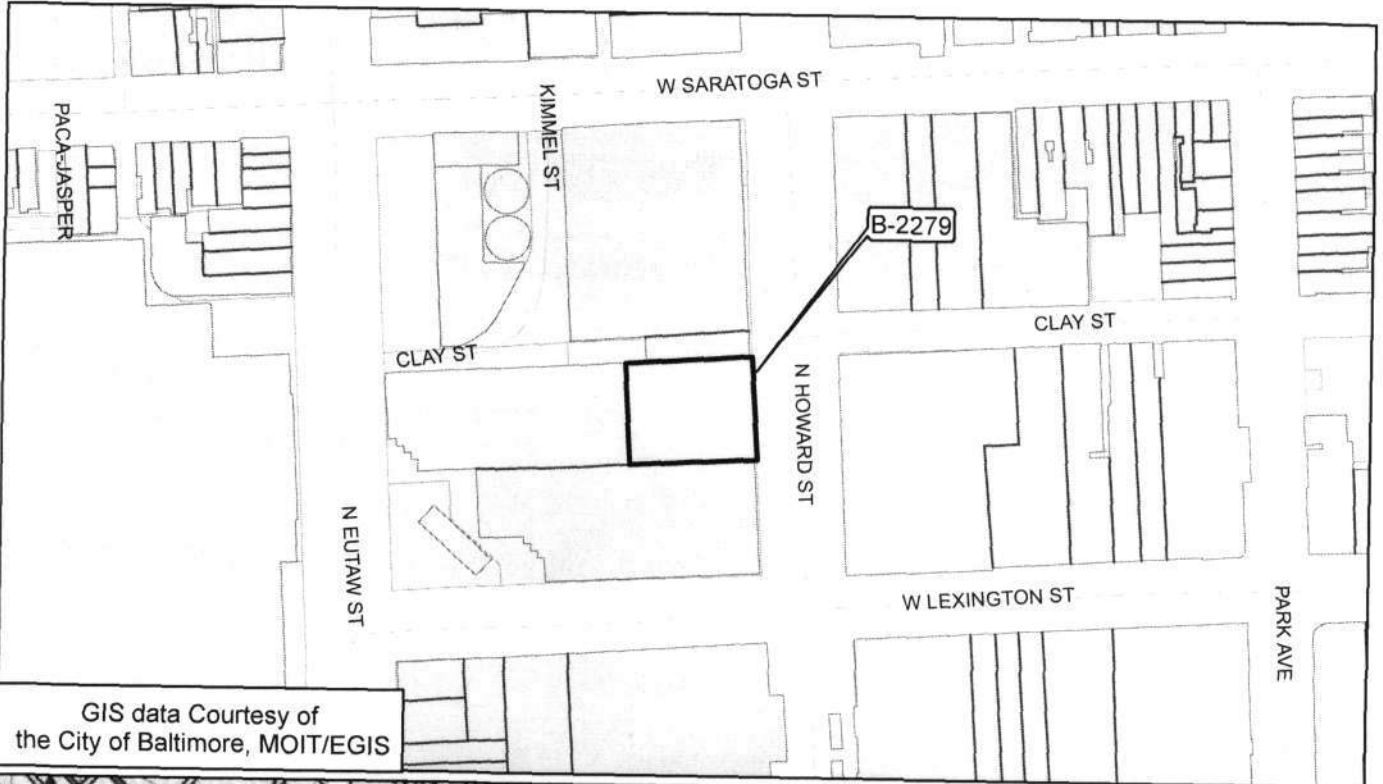 W SARATOGA ST
KIMMEL ST
PACA-JASPER
B-2279
CLAY ST
CLAY ST
N HOWARD ST
N EUTAW ST
W LEXINGTON ST
PARK AVE
GIS data Courtesy of
the City of Baltimore, MOIT/EGIS